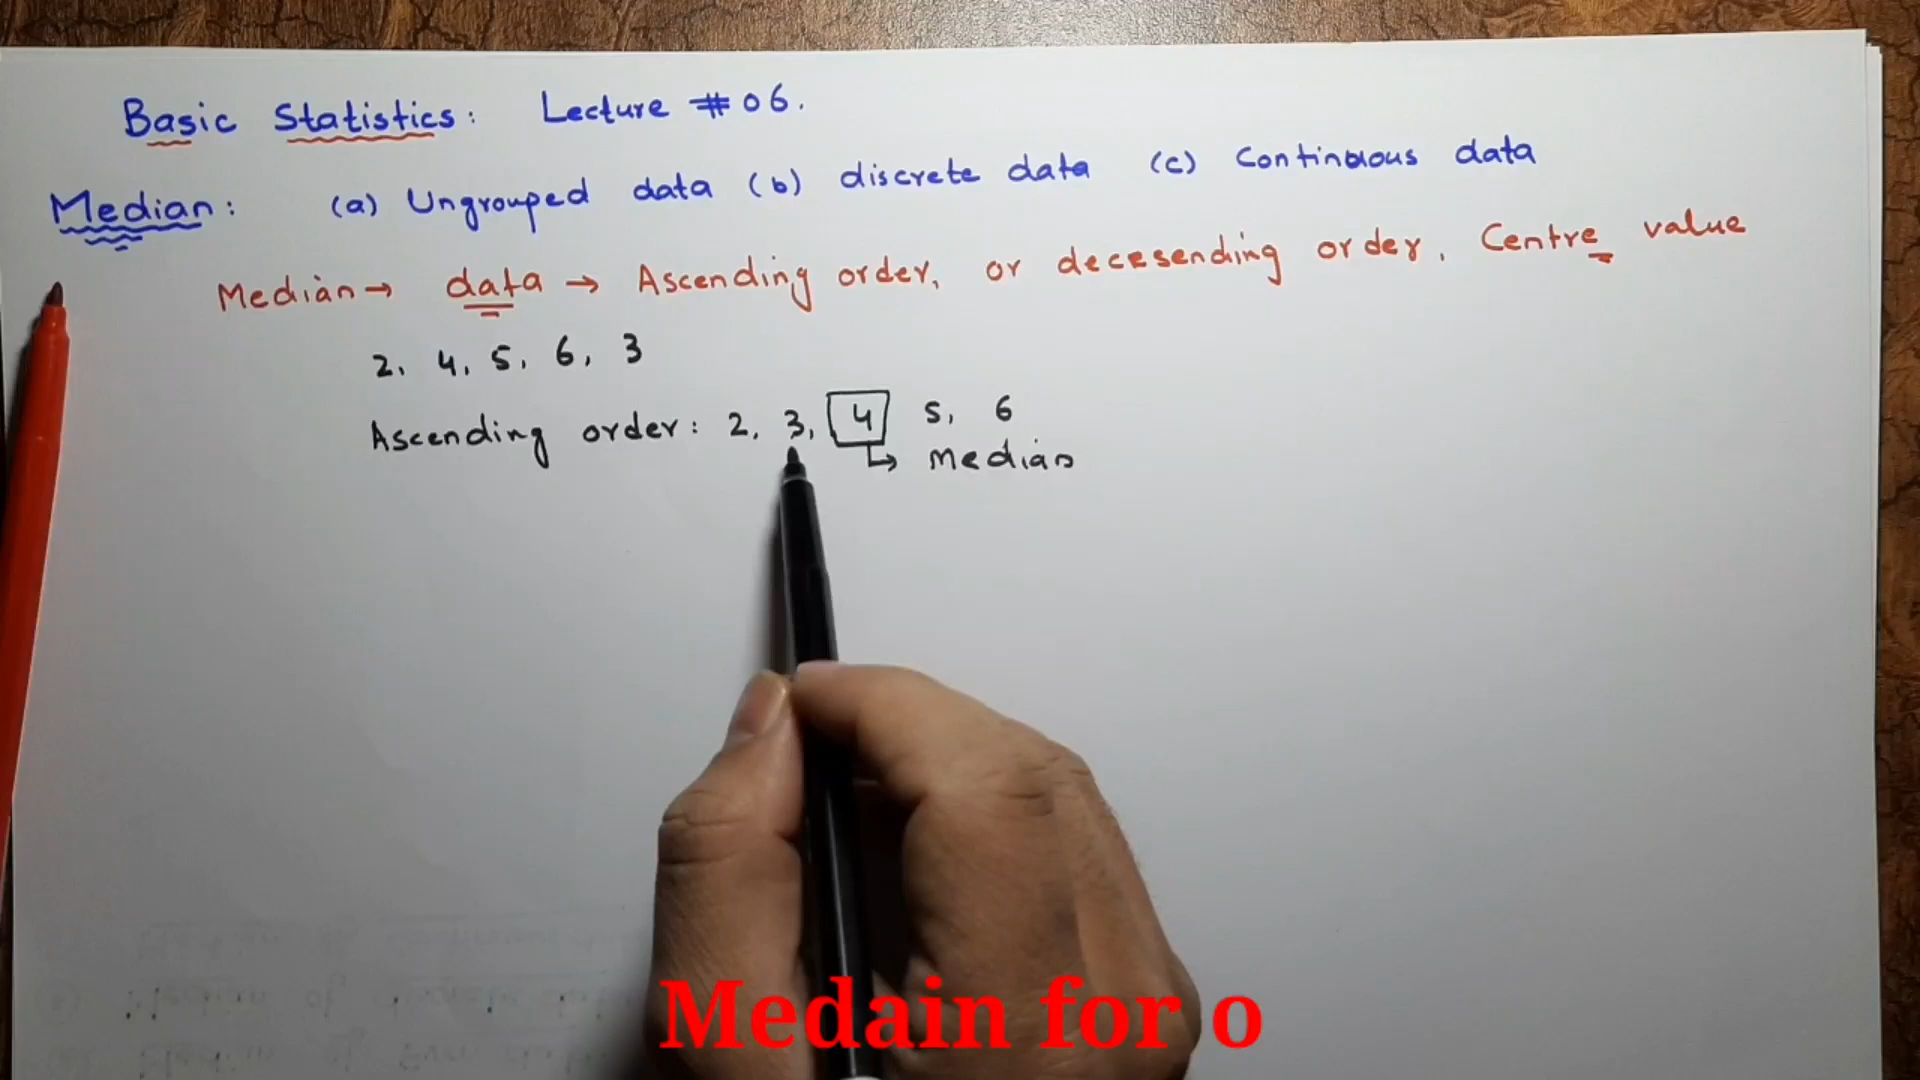 Basic Statistics: Lecture #06.
Median: (a) Ungrouped data (b) discrete data (c) Continuous data
Median→ data → Ascending order, or decesending order, Centre value
2, 4, 5, 6, 3
Ascending order: 2, 3, 4 5, 6
Median
Medain for o